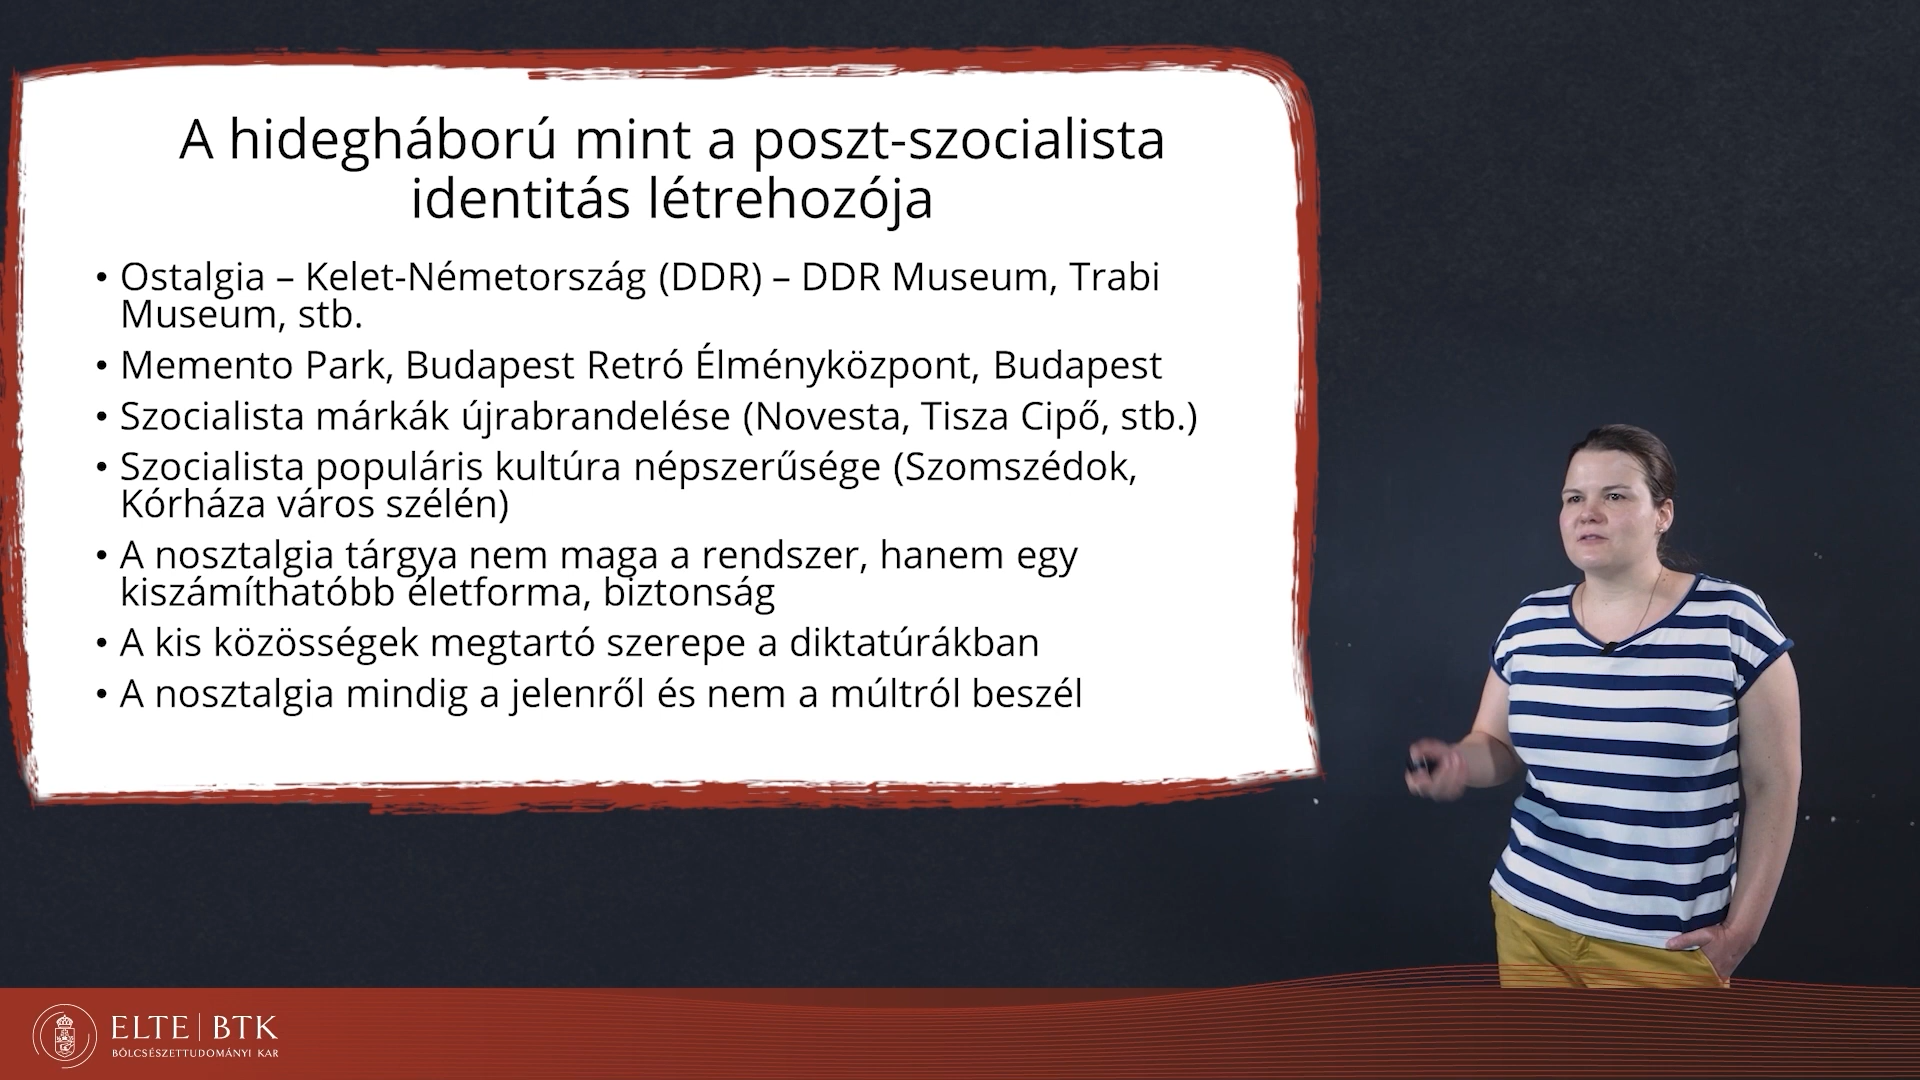 A hidegháború mint a poszt-szocialista
identitás létrehozója
• Ostalgia – Kelet-Németország (DDR) – DDR Museum, Trabi
Museum, stb.
• Memento Park, Budapest Retró Élményközpont, Budapest
• Szocialista márkák újrabrandelése (Novesta, Tisza Cipő, stb.)
• Szocialista populáris kultúra népszerűsége (Szomszédok,
Kórháza város szélén)
• A nosztalgia tárgya nem maga a rendszer, hanem egy
kiszámíthatóbb életforma, biztonság
• A kis közösségek megtartó szerepe a diktatúrákban
• A nosztalgia mindig a jelenről és nem a múltról beszél
ELTE | BTK
BÖLCSÉSZETTUDOMÁNYI KAR